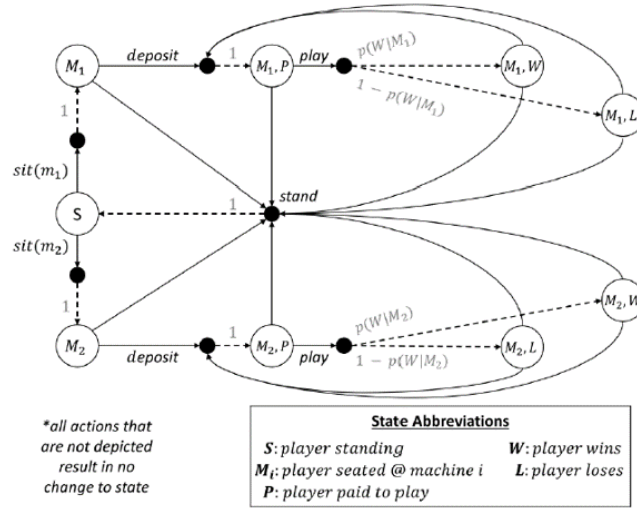 M₁
deposit
1
M₁, P
play
p(W|M₁)
M₁, W
1 − p(W|M₁)
M₁, L
1
sit(m₁)
stand
S
1
sit(m₂)
1
M₂, W
p(W|M₂)
M₂
deposit
1
M₂, P
play
1 − p(W|M₂)
M₂, L
*all actions that
are not depicted
result in no
change to state
State Abbreviations
S: player standing W: player wins
Mᵢ: player seated @ machine i L: player loses
P: player paid to play